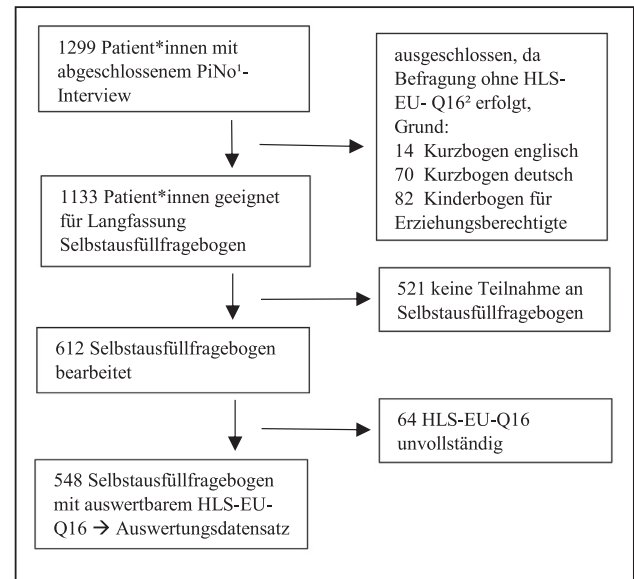 1299 Patient*innen mit
abgeschlossenem PiNo¹-
Interview
ausgeschlossen, da
Befragung ohne HLS-
EU- Q16² erfolgt,
Grund:
14 Kurzbogen englisch
70 Kurzbogen deutsch
82 Kinderbogen für
Erziehungsberechtigte
1133 Patient*innen geeignet
für Langfassung
Selbstausfüllfragebogen
521 keine Teilnahme an
Selbstausfüllfragebogen
612 Selbstausfüllfragebogen
bearbeitet
64 HLS-EU-Q16
unvollständig
548 Selbstausfüllfragebogen
mit auswertbarem HLS-EU-
Q16 → Auswertungsdatensatz